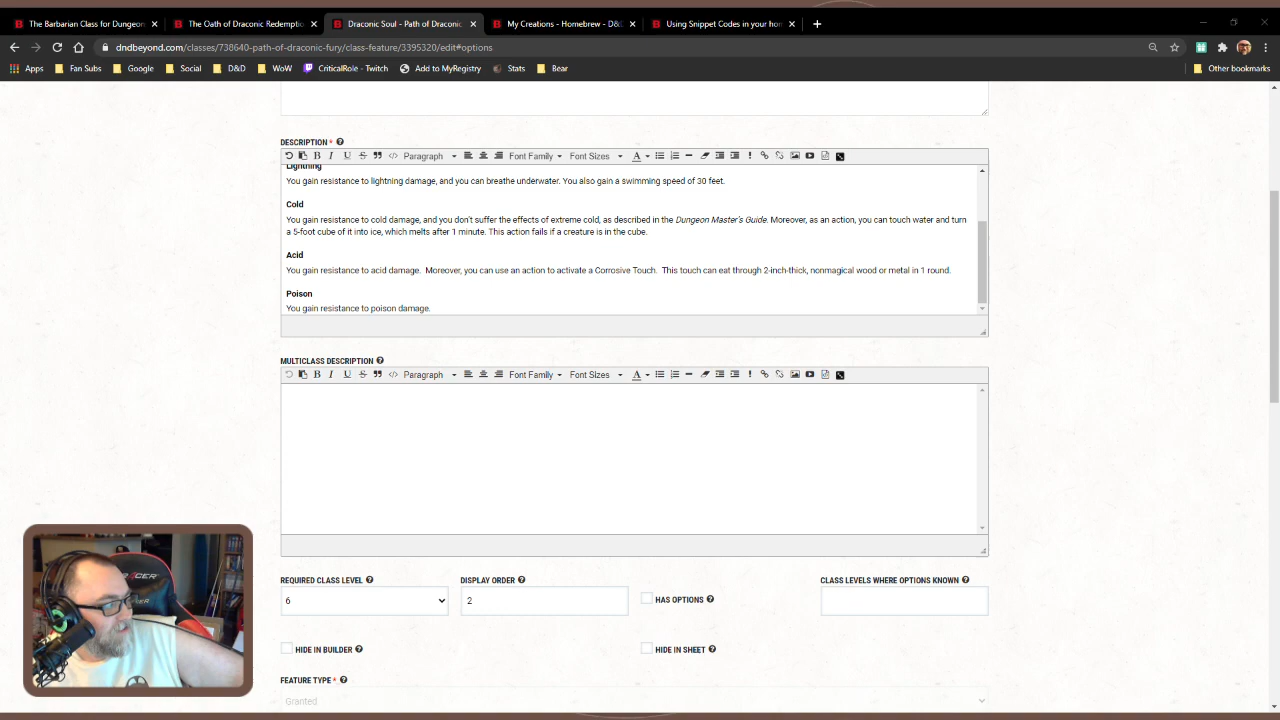 The Barbarian Class for Dungeon
The Oath of Draconic Redemptio
Draconic Soul - Path of Draconic
My Creations - Homebrew - D&D
Using Snippet Codes in your hom
dndbeyond.com/classes/738640-path-of-draconic-fury/class-feature/3395320/edit#options
Apps Fan Subs Google Social D&D WoW CriticalRole - Twitch Add to MyRegistry Stats Bear Other bookmarks
DESCRIPTION *
Paragraph Font Family Font Sizes A
Lightning
You gain resistance to lightning damage, and you can breathe underwater. You also gain a swimming speed of 30 feet.
Cold
You gain resistance to cold damage, and you don't suffer the effects of extreme cold, as described in the Dungeon Master's Guide. Moreover, as an action, you can touch water and turn
a 5-foot cube of it into ice, which melts after 1 minute. This action fails if a creature is in the cube.
Acid
You gain resistance to acid damage. Moreover, you can use an action to activate a Corrosive Touch. This touch can eat through 2-inch-thick, nonmagical wood or metal in 1 round.
Poison
You gain resistance to poison damage.
MULTICLASS DESCRIPTION
Paragraph Font Family Font Sizes A
REQUIRED CLASS LEVEL DISPLAY ORDER CLASS LEVELS WHERE OPTIONS KNOWN
6 2 HAS OPTIONS
HIDE IN BUILDER HIDE IN SHEET
FEATURE TYPE *
Granted